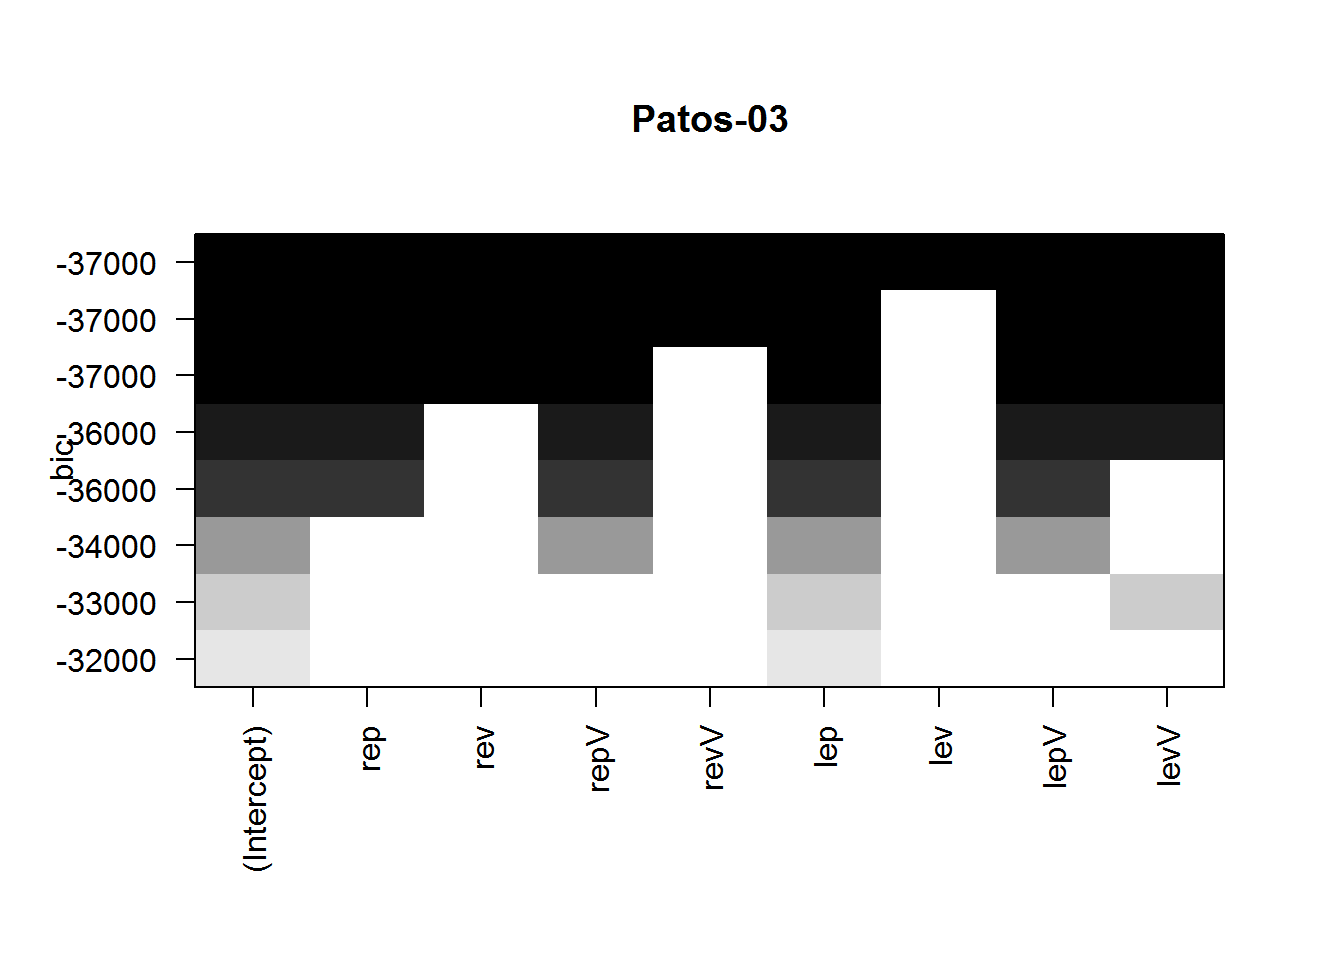 Patos-03
-37000
-37000
-37000
-36000
bic
-36000
-34000
-33000
-32000
(Intercept)
rep
rev
repV
revV
lep
lev
lepV
levV